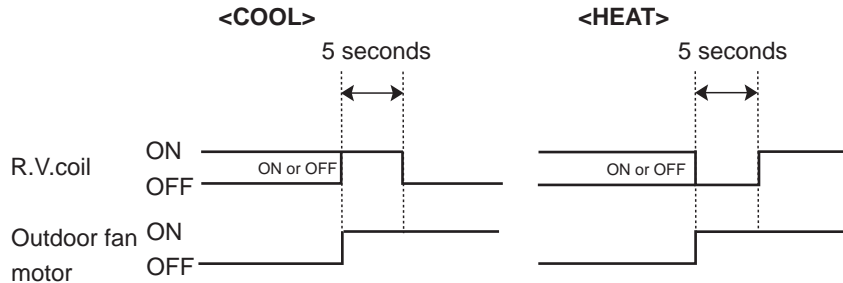 <COOL>
<HEAT>
5 seconds
5 seconds
R.V.coil
ON
OFF
ON or OFF
ON or OFF
Outdoor fan
motor
ON
OFF